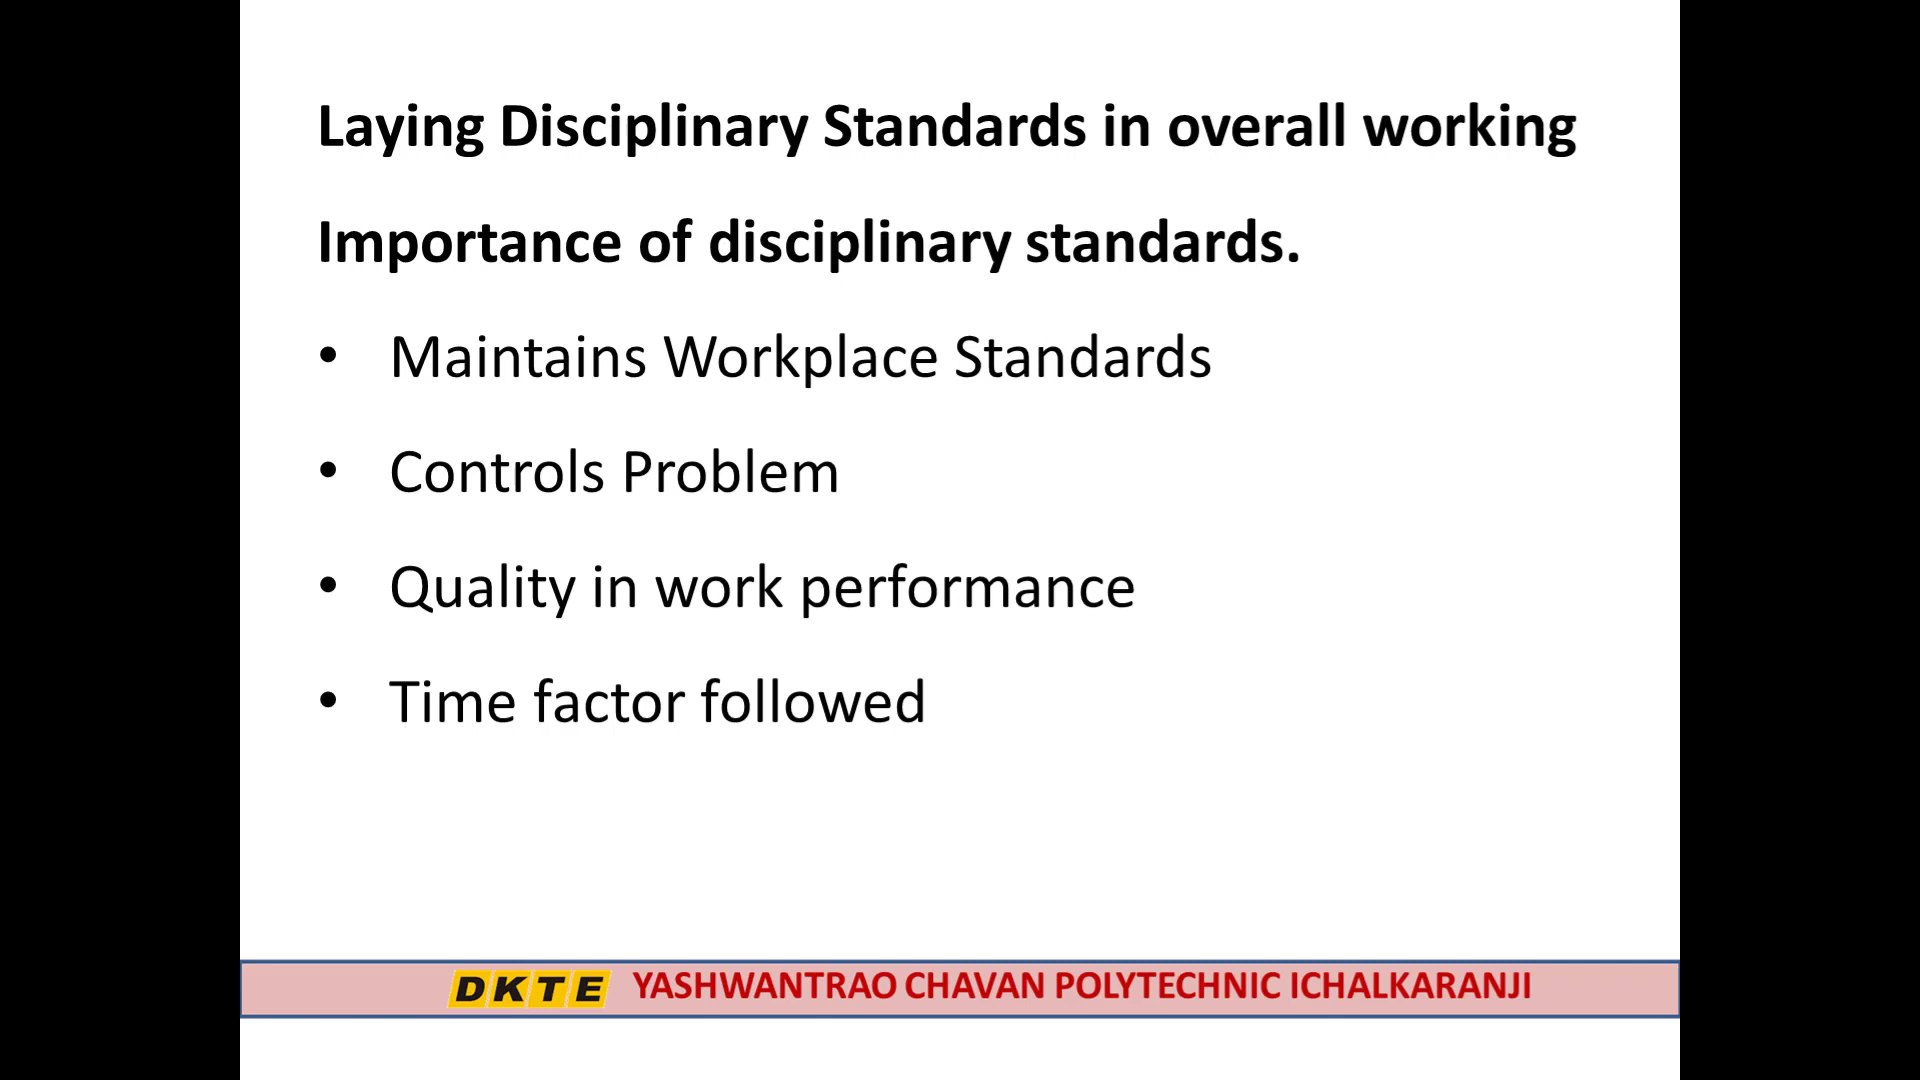 Laying Disciplinary Standards in overall working
Importance of disciplinary standards.
• Maintains Workplace Standards
• Controls Problem
• Quality in work performance
• Time factor followed
DKTE YASHWANTRAO CHAVAN POLYTECHNIC ICHALKARANJI